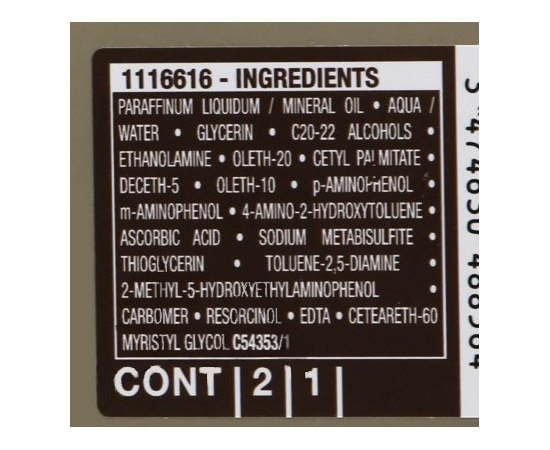 1116616 - INGREDIENTS
PARAFFINUM LIQUIDUM / MINERAL OIL • AQUA /
WATER • GLYCERIN • C20-22 ALCOHOLS •
ETHANOLAMINE • OLETH-20 • CETYL PALMITATE •
DECETH-5 • OLETH-10 • p-AMINOPHENOL •
m-AMINOPHENOL • 4-AMINO-2-HYDROXYTOLUENE •
ASCORBIC ACID • SODIUM METABISULFITE •
THIOGLYCERIN • TOLUENE-2,5-DIAMINE •
2-METHYL-5-HYDROXYETHYLAMINOPHENOL •
CARBOMER • RESORCINOL • EDTA • CETEARETH-60
MYRISTYL GLYCOL. C54353/1
CONT | 2 | 1 |